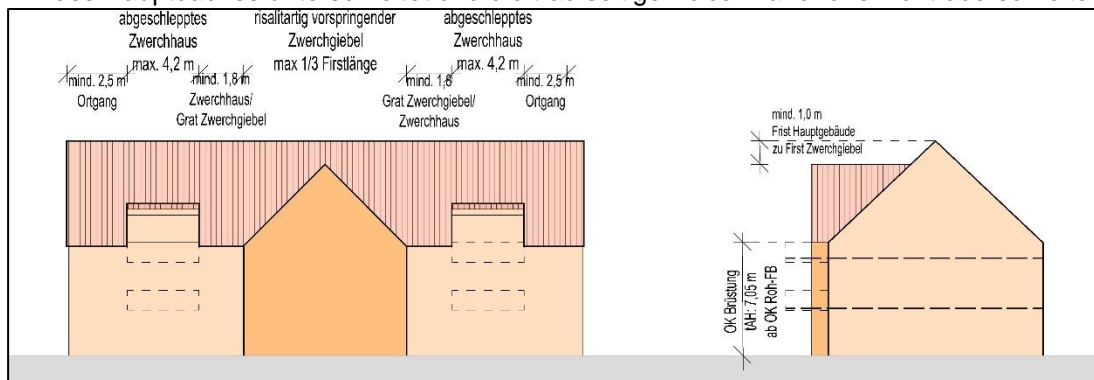 abgeschlepptes
Zwerchhaus
max. 4,2 m
risalitartig vorspringender
Zwerchgiebel
max 1/3 Firstlänge
abgeschlepptes
Zwerchhaus
max. 4,2 m
mind. 2,5 m
Ortgang
mind. 1,8 m
Zwerchhaus/
Grat Zwerchgiebel
mind. 1,8
Grat Zwerchgiebel/
Zwerchhaus
mind. 2,5 m
Ortgang
mind. 1,0 m
Frist Hauptgebäude
zu First Zwerchgiebel
OK Brüstung
tAH: 7,05 m
ab OK Roh-FB